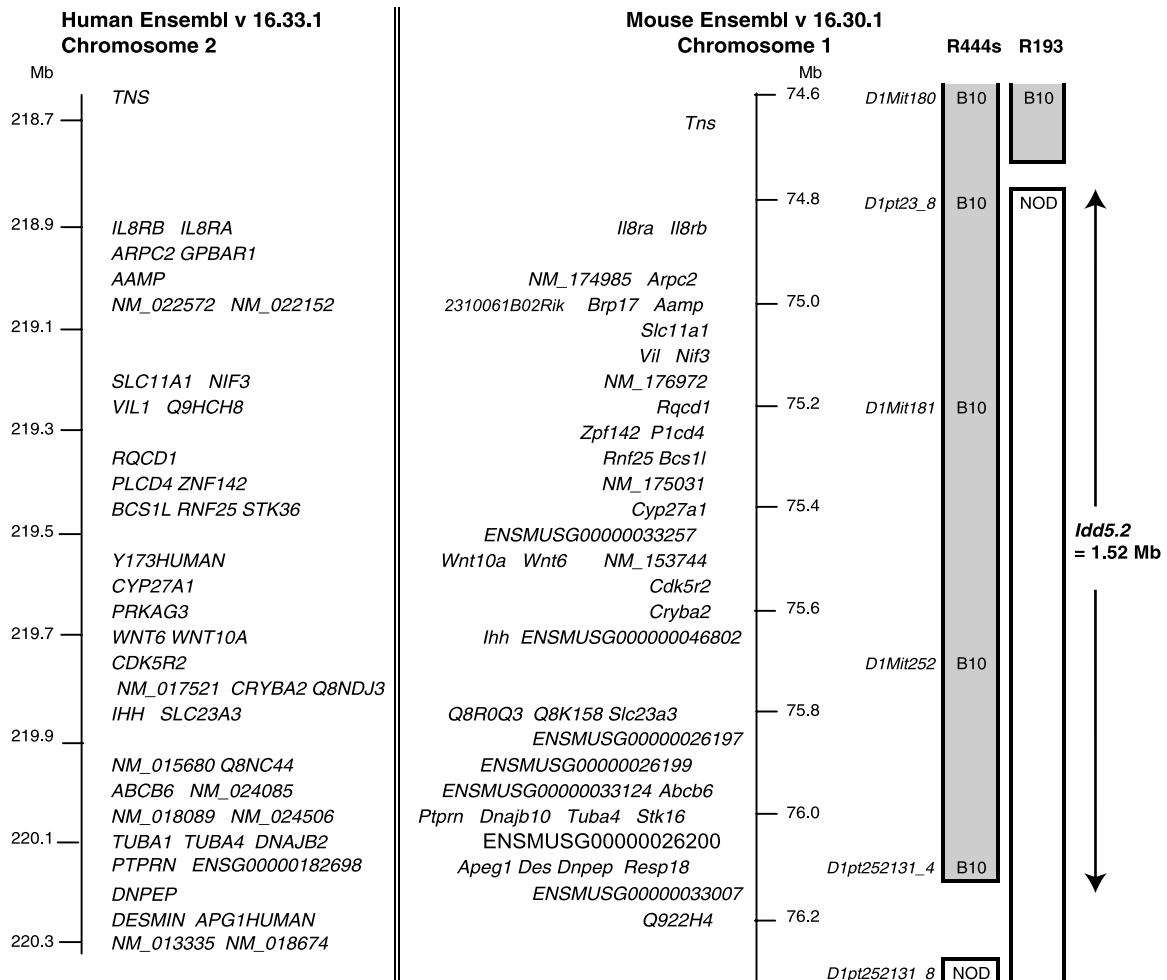 Human Ensembl v 16.33.1
Chromosome 2
Mb
TNS
218.7
218.9
IL8RB IL8RA
ARPC2 GPBAR1
AAMP
NM_022572 NM_022152
219.1
SLC11A1 NIF3
VIL1 Q9HCH8
219.3
RQCD1
PLCD4 ZNF142
BCS1L RNF25 STK36
219.5
Y173HUMAN
CYP27A1
PRKAG3
219.7
WNT6 WNT10A
CDK5R2
NM_017521 CRYBA2 Q8NDJ3
IHH SLC23A3
219.9
NM_015680 Q8NC44
ABCB6 NM_024085
NM_018089 NM_024506
220.1
TUBA1 TUBA4 DNAJB2
PTPRN ENSG00000182698
DNPEP
DESMIN APG1HUMAN
220.3
NM_013335 NM_018674
Mouse Ensembl v 16.30.1
Chromosome 1
Mb
74.6
Tns
74.8
Il8ra Il8rb
NM_174985 Arpc2
2310061B02Rik Brp17 Aamp
75.0
Slc11a1
Vil Nif3
NM_176972
Rqcd1
75.2
Zpf142 P1cd4
Rnf25 Bcs1l
NM_175031
Cyp27a1
75.4
ENSMUSG00000033257
Wnt10a Wnt6 NM_153744
Cdk5r2
Cryba2
75.6
Ihh ENSMUSG000000046802
Q8R0Q3 Q8K158 Slc23a3
75.8
ENSMUSG00000026197
ENSMUSG00000026199
ENSMUSG00000033124 Abcb6
Ptprn Dnajb10 Tuba4 Stk16
76.0
ENSMUSG00000026200
Apeg1 Des Dnpep Resp18
ENSMUSG00000033007
Q922H4
76.2
R444s R193
D1Mit180 B10 B10
D1pt23_8 B10 NOD
D1Mit181 B10
D1Mit252 B10
D1pt252131_4 B10
D1pt252131_8 NOD
Idd5.2
= 1.52 Mb